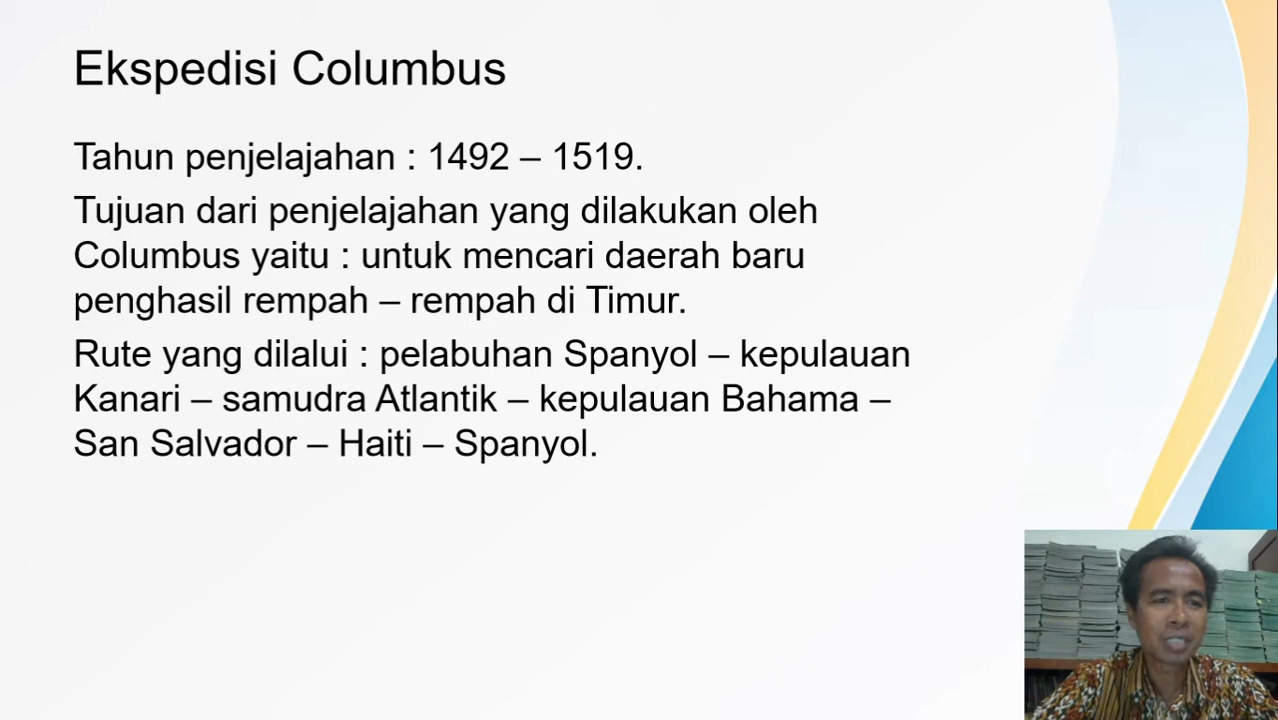 Ekspedisi Columbus
Tahun penjelajahan : 1492 – 1519.
Tujuan dari penjelajahan yang dilakukan oleh
Columbus yaitu : untuk mencari daerah baru
penghasil rempah – rempah di Timur.
Rute yang dilalui : pelabuhan Spanyol – kepulauan
Kanari – samudra Atlantik – kepulauan Bahama –
San Salvador – Haiti – Spanyol.